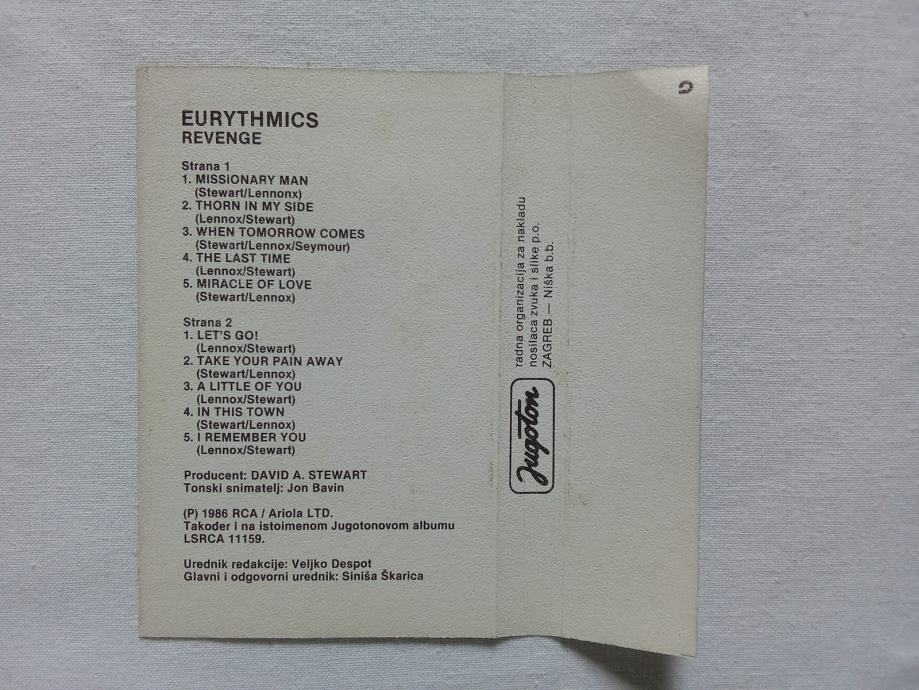 EURYTHMICS
REVENGE
Strana 1
1. MISSIONARY MAN
(Stewart/Lennonx)
2. THORN IN MY SIDE
(Lennox/Stewart)
3. WHEN TOMORROW COMES
(Stewart/Lennox/Seymour)
4. THE LAST TIME
(Lennox/Stewart)
5. MIRACLE OF LOVE
(Stewart/Lennox)
Strana 2
1. LET'S GO!
(Lennox/Stewart)
2. TAKE YOUR PAIN AWAY
(Stewart/Lennox)
3. A LITTLE OF YOU
(Lennox/Stewart)
4. IN THIS TOWN
(Stewart/Lennox)
5. I REMEMBER YOU
(Lennox/Stewart)
Producent: DAVID A. STEWART
Tonski snimatelj: Jon Bavin
(P) 1986 RCA / Ariola LTD.
Također i na istoimenom Jugotonovom albumu
LSRCA 11159.
Urednik redakcije: Veljko Despot
Glavni i odgovorni urednik: Siniša Škarica
Jugoton
radna organizacija za nakladu
nosilaca zvuka i slike p.o.
ZAGREB — Niška b.b.